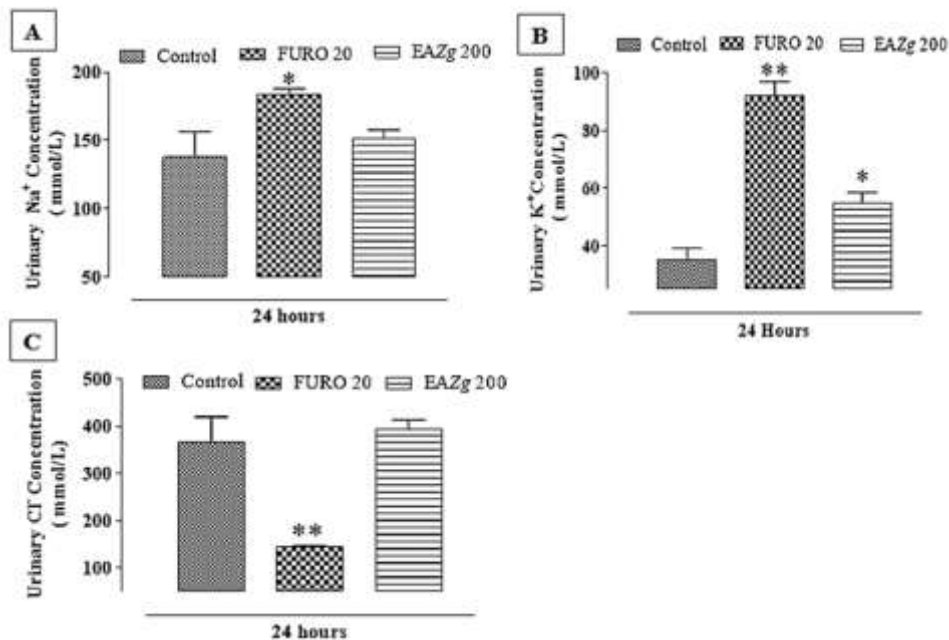 A
Control FURO 20 EAZg 200
Urinary Na⁺ Concentration
( mmol/L)
200
150
100
50
*
24 hours
B
Control FURO 20 EAZg 200
Urinary K⁺Concentration
( mmol/L)
100
80
60
40
**
*
24 Hours
C
Control FURO 20 EAZg 200
Urinary Cl⁻Concentration
( mmol/L)
500
400
300
200
100
**
24 hours